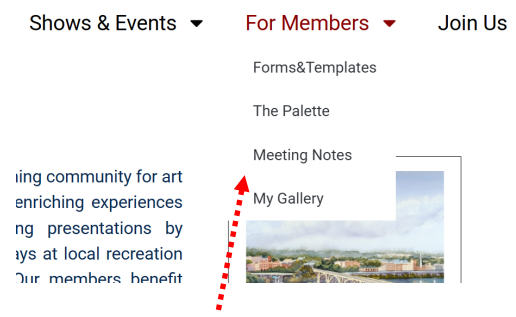 Shows & Events
For Members
Join Us
Forms&Templates
The Palette
Meeting Notes
My Gallery
community for art
enriching experiences
presentations by
at local recreation
Our members benefit